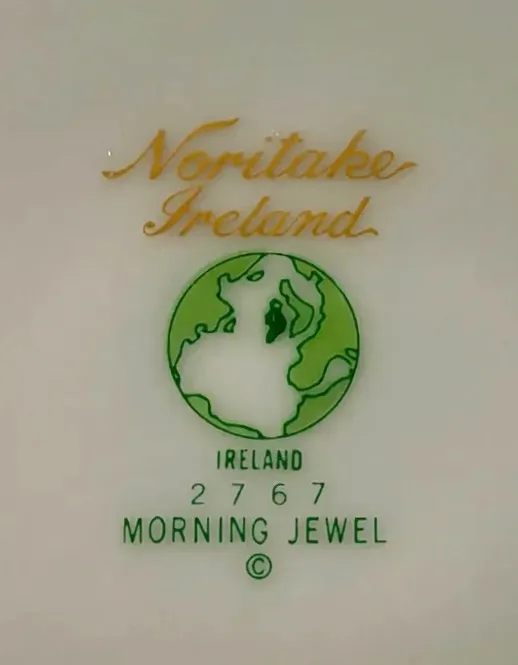 Noritake
Ireland
IRELAND
2767
MORNING JEWEL
©